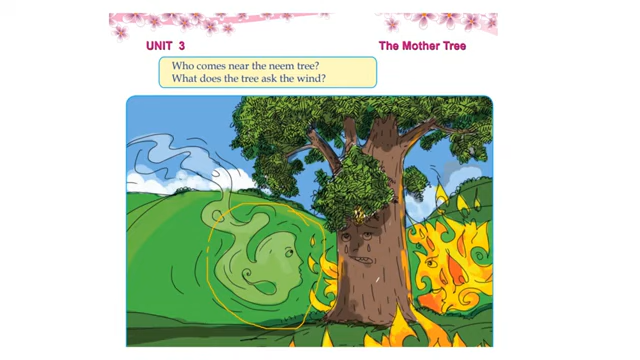 UNIT 3
The Mother Tree
Who comes near the neem tree?
What does the tree ask the wind?